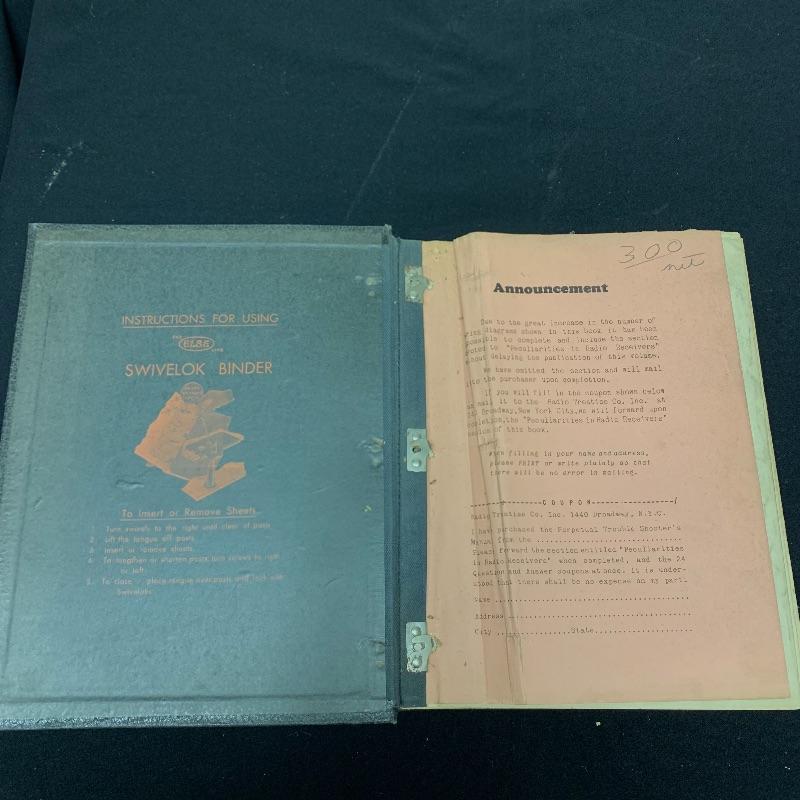 INSTRUCTIONS FOR USING
THE
ELBE
SWIVELOK BINDER
To Insert or Remove Sheets
Turn swivels to the right until clear of posts
2. Lift the tongue off posts.
3. Insert or remove sheets.
4. To lengthen or shorten posts turn screws to right
or left.
5. To close, place tongue over posts and lock with
Swivelobs.
300
net
Announcement
Due to the great increase in the number of
diagrams shown in this book it has been
to complete and include the section
to "Peculiarities in Radio Receivers"
without delaying the publication of this volume.
We have omitted the section and will mail
the purchaser upon completion.
If you will fill in the coupon shown below
mail it to the Radio Treatise Co. Inc. at
Broadway, New York City, we will forward upon
the "Peculiarities in Radio Receivers"
of this book.
When filling in your name and address,
please PRINT or write plainly so that
there will be no error in mailing.
--------------COUPON--------------/
Radio Treatise Co. Inc. 1440 Broadway, N.Y.C.
I have purchased the Perpetual Trouble Shooter's
Manual from the ..............................
Please forward the section entitled "Peculiarities
in Radio Receivers" when completed, and the 24
Question and Answer coupons at once. It is under-
stood that there shall be no expense on my part.
Name ........................................
Address .....................................
City ................State....................